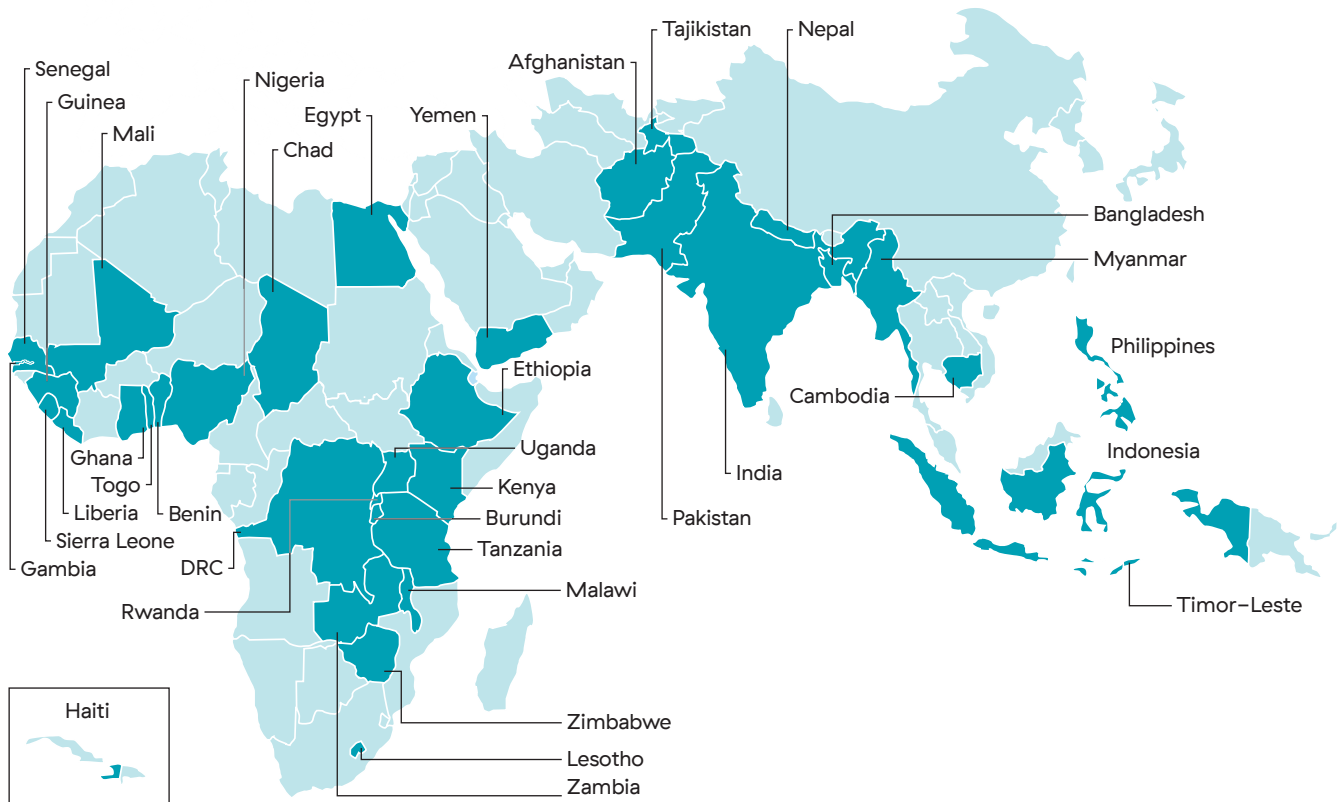 Tajikistan
Nepal
Afghanistan
Senegal
Nigeria
Guinea
Egypt
Yemen
Mali
Chad
Bangladesh
Myanmar
Philippines
Ethiopia
Cambodia
Uganda
Indonesia
Ghana
India
Togo
Kenya
Liberia
Benin
Burundi
Pakistan
Sierra Leone
Tanzania
Gambia
DRC
Malawi
Rwanda
Timor–Leste
Haiti
Zimbabwe
Lesotho
Zambia